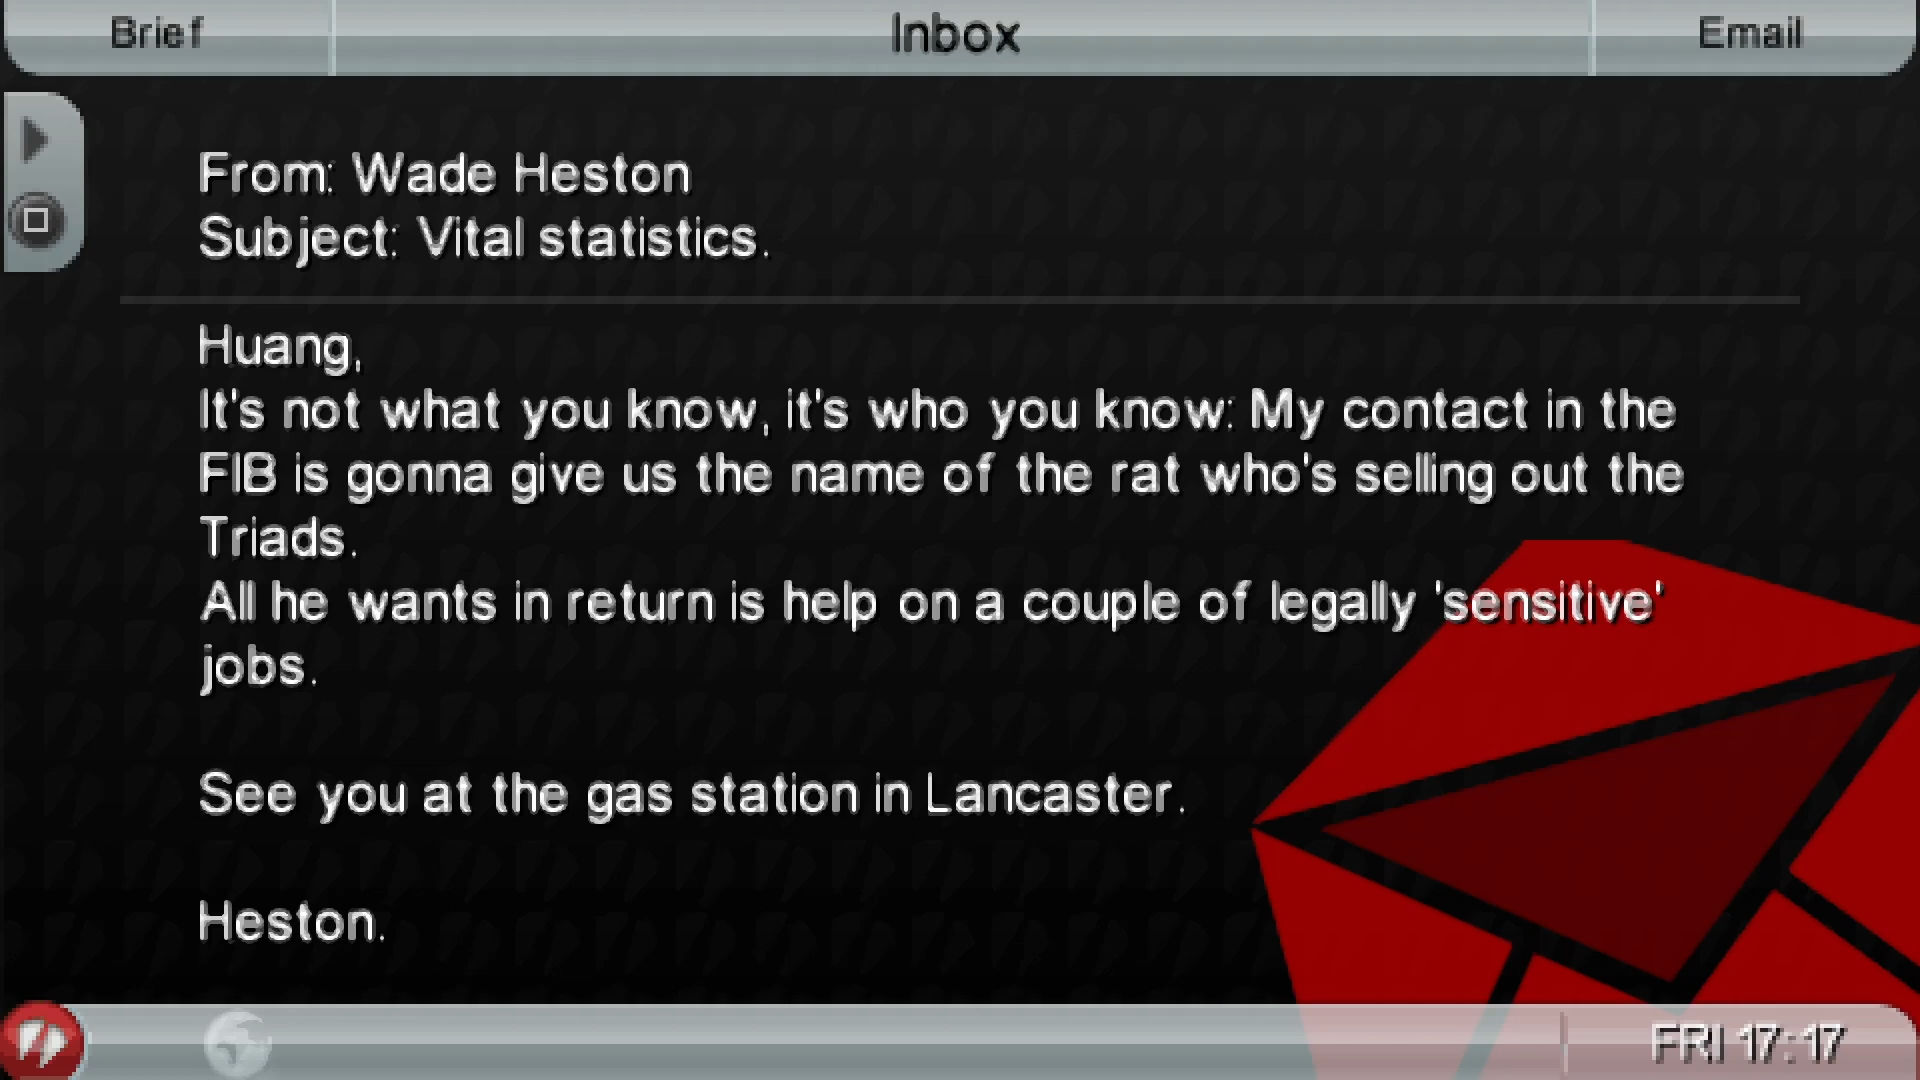 Brief
Inbox
Email
From: Wade Heston
Subject: Vital statistics.
Huang,
It's not what you know, it's who you know: My contact in the
FIB is gonna give us the name of the rat who's selling out the
Triads.
All he wants in return is help on a couple of legally 'sensitive'
jobs.
See you at the gas station in Lancaster.
Heston.
FRI 17:17